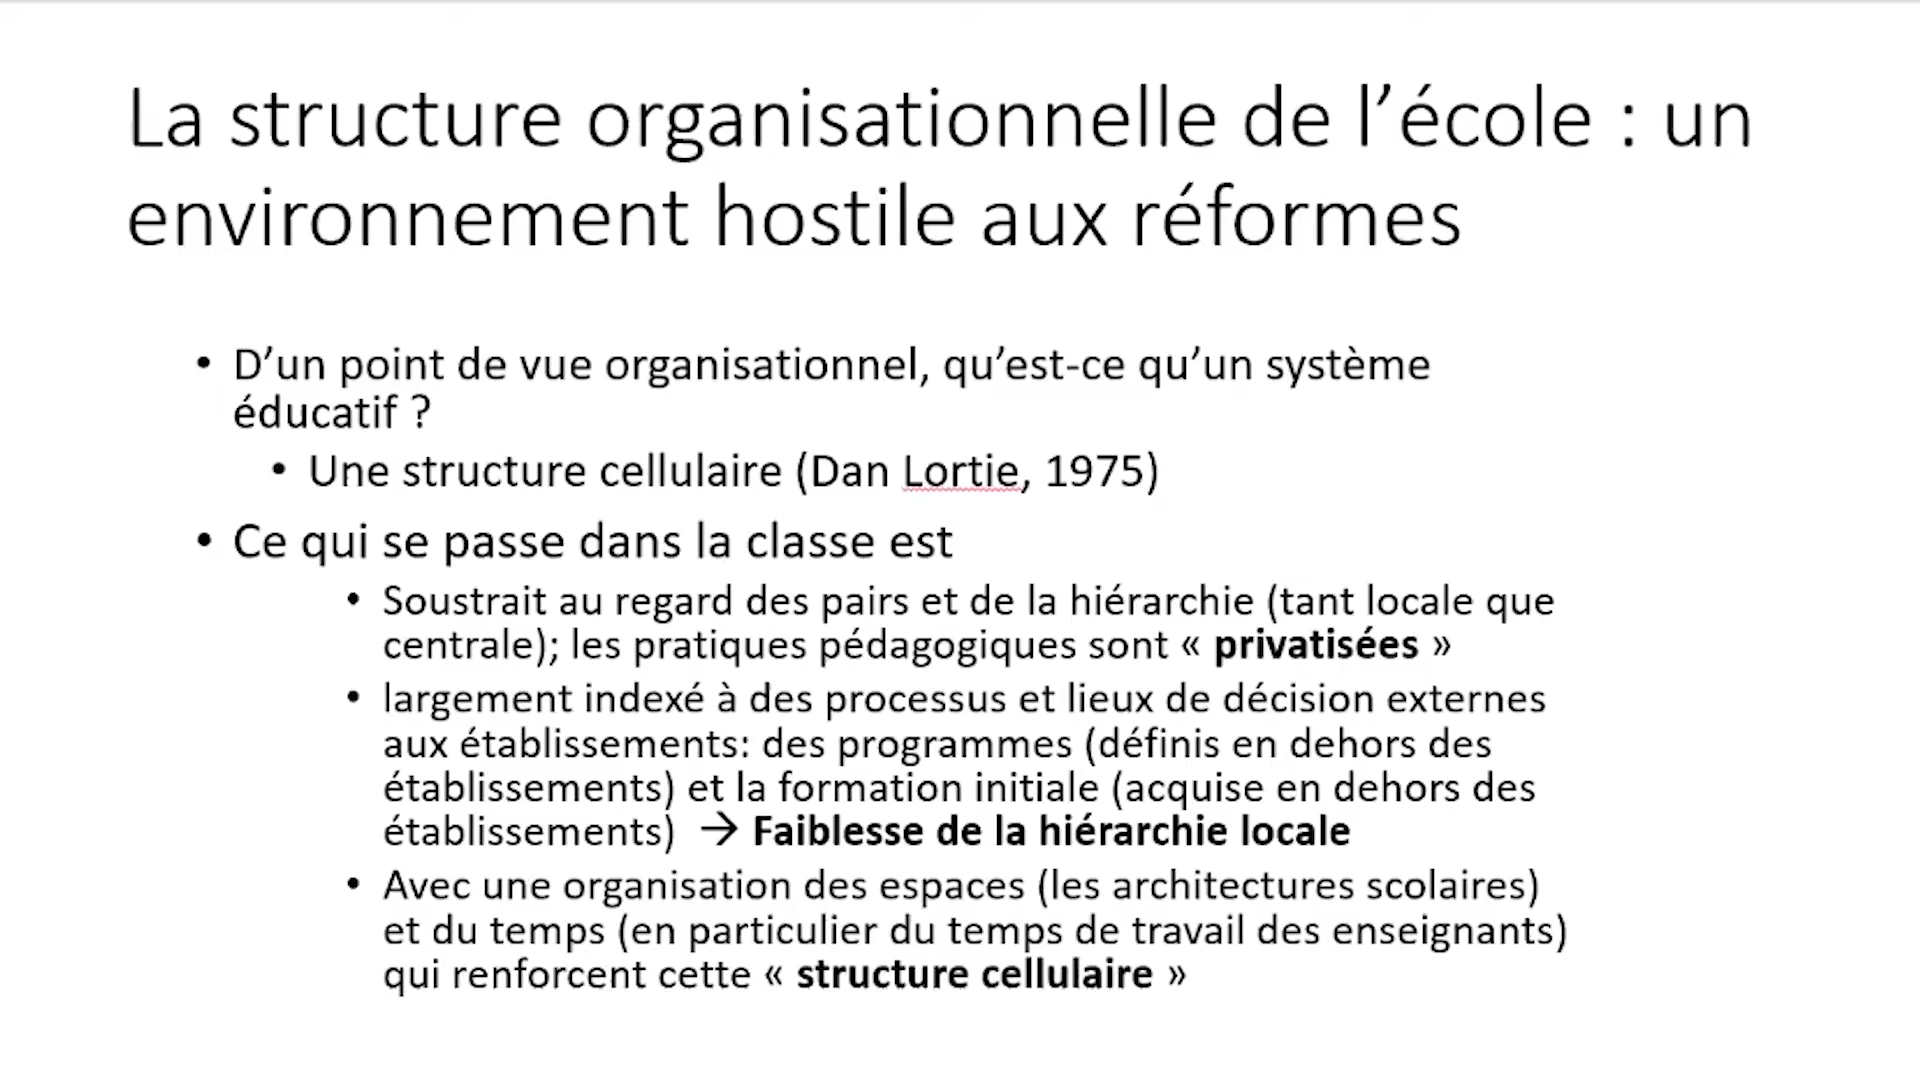 La structure organisationnelle de l’école : un
environnement hostile aux réformes
• D’un point de vue organisationnel, qu’est-ce qu’un système
éducatif ?
• Une structure cellulaire (Dan Lortie, 1975)
• Ce qui se passe dans la classe est
• Soustrait au regard des pairs et de la hiérarchie (tant locale que
centrale); les pratiques pédagogiques sont « privatisées »
• largement indexé à des processus et lieux de décision externes
aux établissements: des programmes (définis en dehors des
établissements) et la formation initiale (acquise en dehors des
établissements) → Faiblesse de la hiérarchie locale
• Avec une organisation des espaces (les architectures scolaires)
et du temps (en particulier du temps de travail des enseignants)
qui renforcent cette « structure cellulaire »